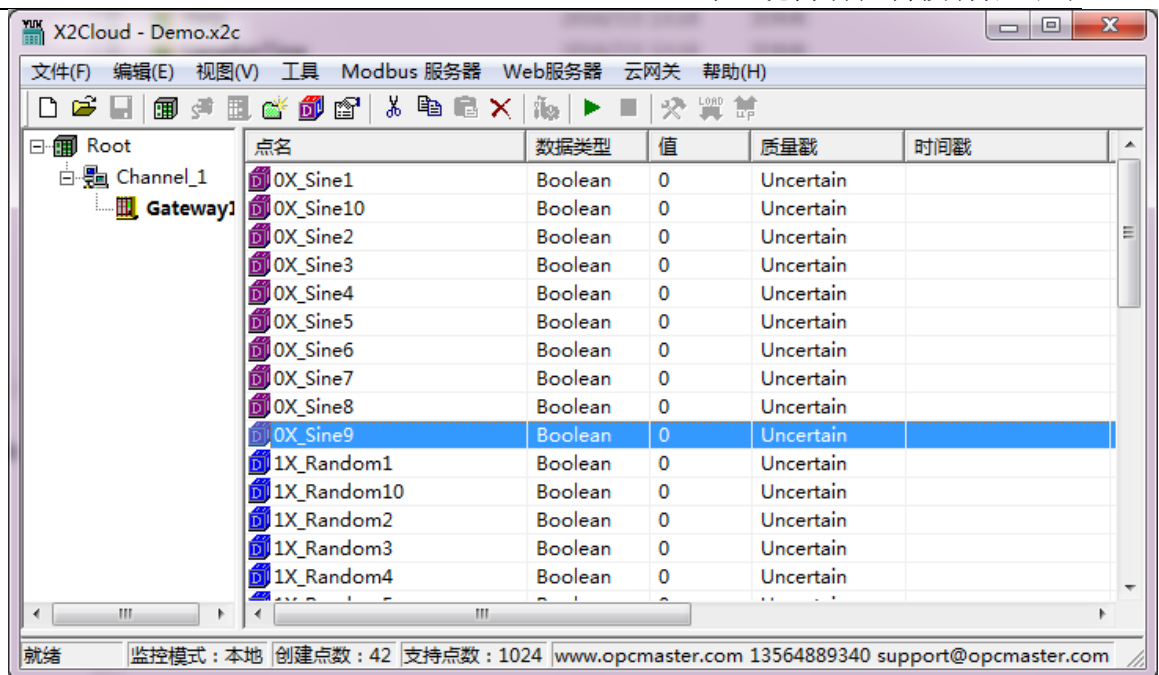 X2Cloud - Demo.x2c
文件(F) 编辑(E) 视图(V) 工具 Modbus 服务器 Web服务器 云网关 帮助(H)
Root
Channel_1
Gateway1
点名 数据类型 值 质量戳 时间戳
0X_Sine1 Boolean 0 Uncertain
0X_Sine10 Boolean 0 Uncertain
0X_Sine2 Boolean 0 Uncertain
0X_Sine3 Boolean 0 Uncertain
0X_Sine4 Boolean 0 Uncertain
0X_Sine5 Boolean 0 Uncertain
0X_Sine6 Boolean 0 Uncertain
0X_Sine7 Boolean 0 Uncertain
0X_Sine8 Boolean 0 Uncertain
0X_Sine9 Boolean 0 Uncertain
1X_Random1 Boolean 0 Uncertain
1X_Random10 Boolean 0 Uncertain
1X_Random2 Boolean 0 Uncertain
1X_Random3 Boolean 0 Uncertain
1X_Random4 Boolean 0 Uncertain
就绪 监控模式：本地 创建点数：42 支持点数：1024 www.opcmaster.com 13564889340 support@opcmaster.com